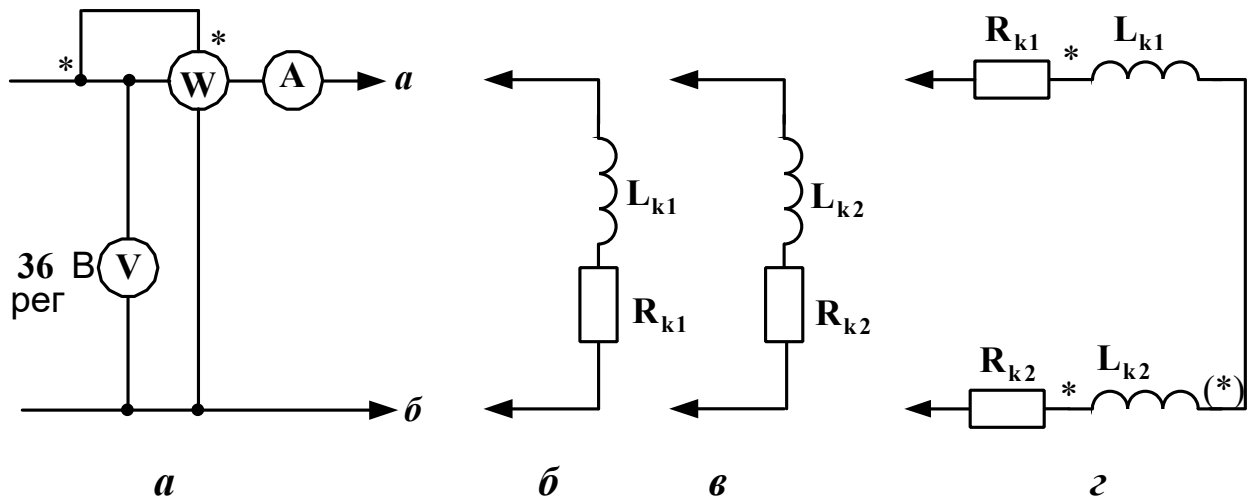 * *
W A a
36 В V
рег
б
L k1
R k1
L k2
R k2
R k1 * L k1
R k2 * L k2 (*)
а б в г